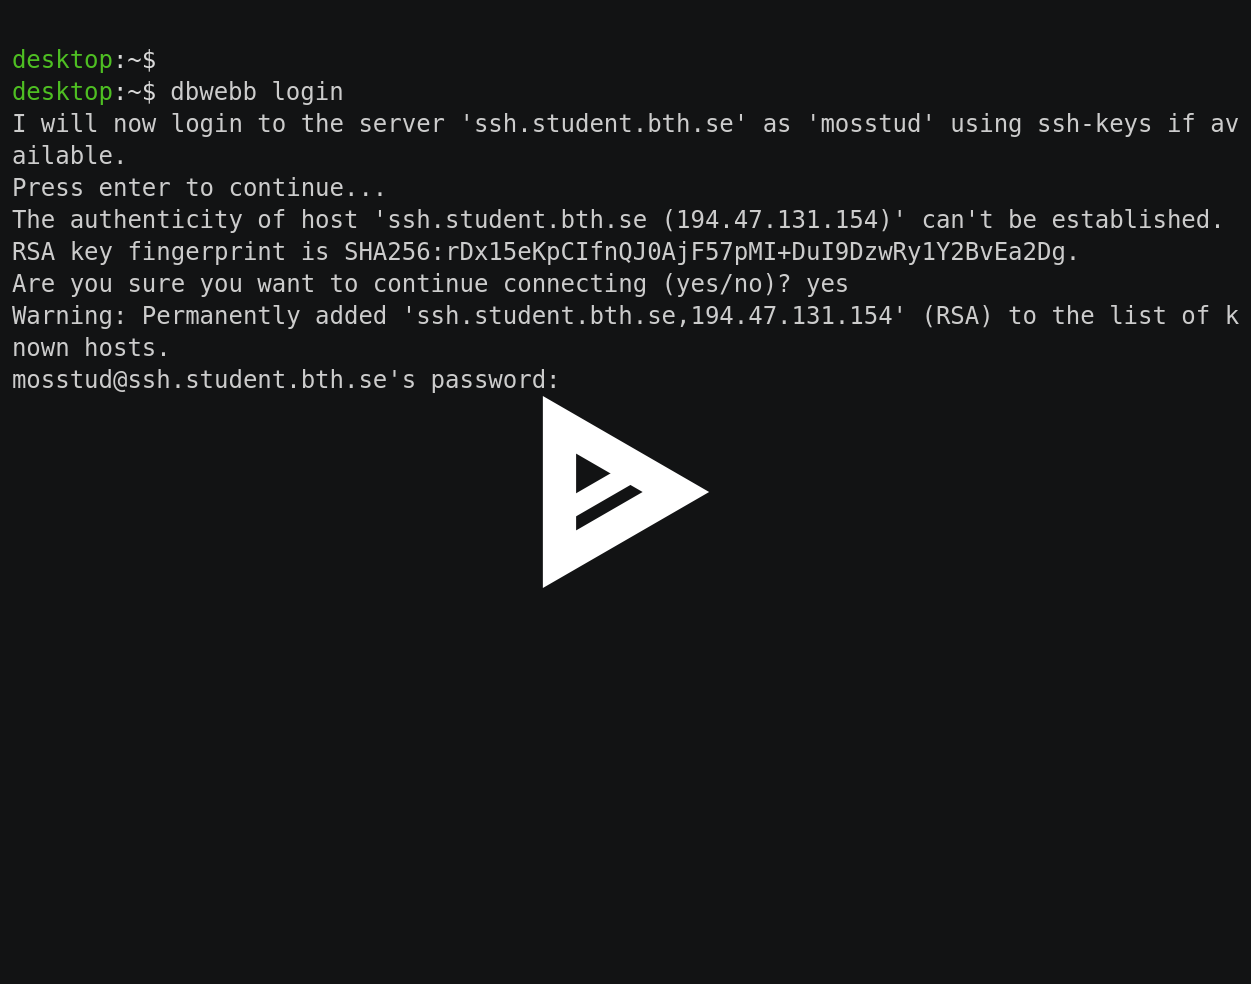 desktop:~$
desktop:~$ dbwebb login
I will now login to the server 'ssh.student.bth.se' as 'mosstud' using ssh-keys if av
ailable.
Press enter to continue...
The authenticity of host 'ssh.student.bth.se (194.47.131.154)' can't be established.
RSA key fingerprint is SHA256:rDx15eKpCIfnQJ0AjF57pMI+DuI9DzwRy1Y2BvEa2Dg.
Are you sure you want to continue connecting (yes/no)? yes
Warning: Permanently added 'ssh.student.bth.se,194.47.131.154' (RSA) to the list of k
nown hosts.
mosstud@ssh.student.bth.se's password: